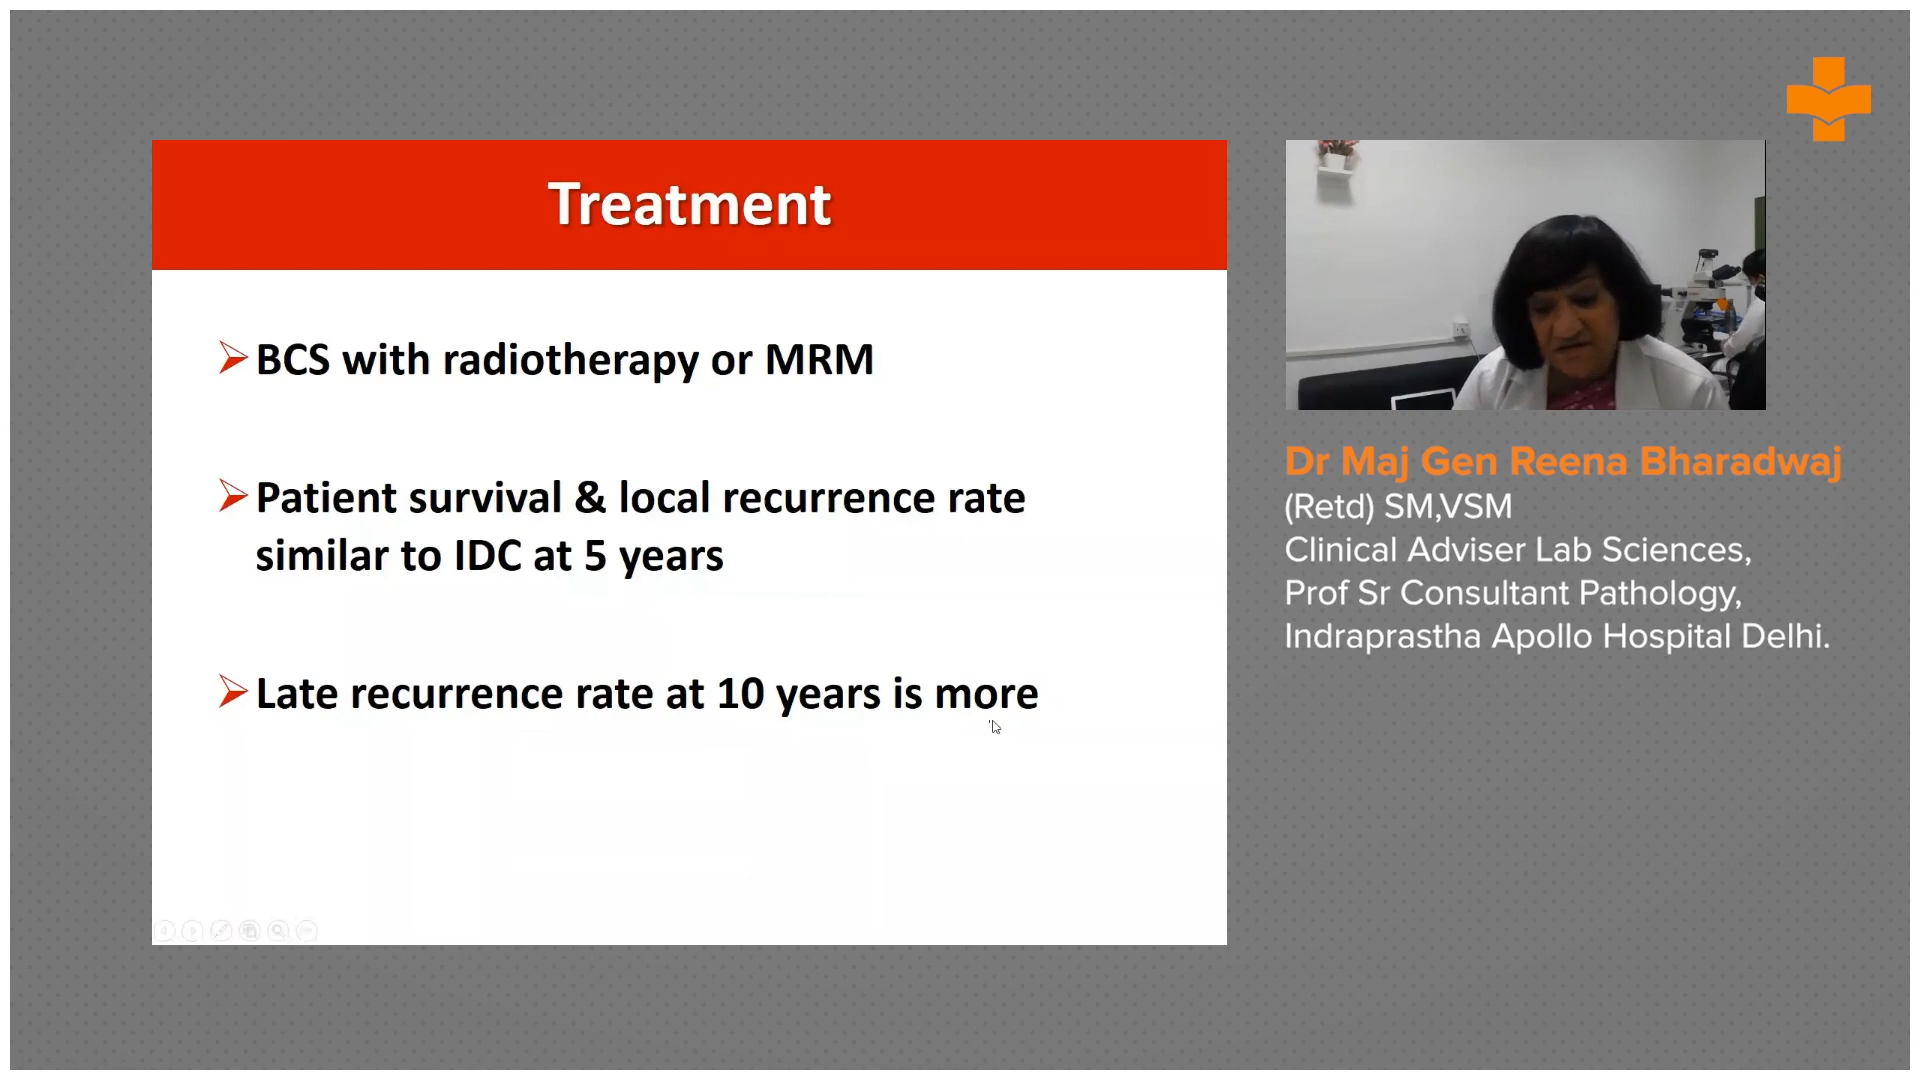 Treatment
BCS with radiotherapy or MRM
Patient survival & local recurrence rate
similar to IDC at 5 years
Late recurrence rate at 10 years is more
Dr Maj Gen Reena Bharadwaj
(Retd) SM,VSM
Clinical Adviser Lab Sciences,
Prof Sr Consultant Pathology,
Indraprastha Apollo Hospital Delhi.